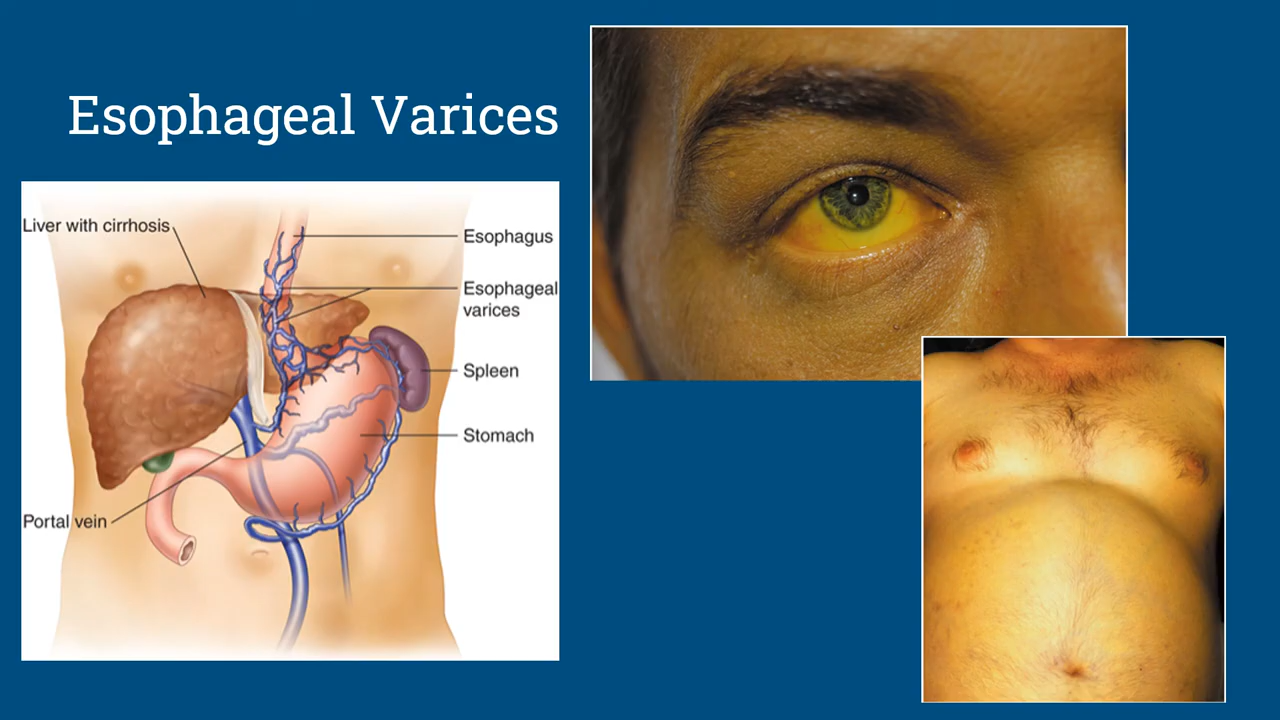 Esophageal Varices
Liver with cirrhosis
Esophagus
Esophageal
varices
Spleen
Stomach
Portal vein